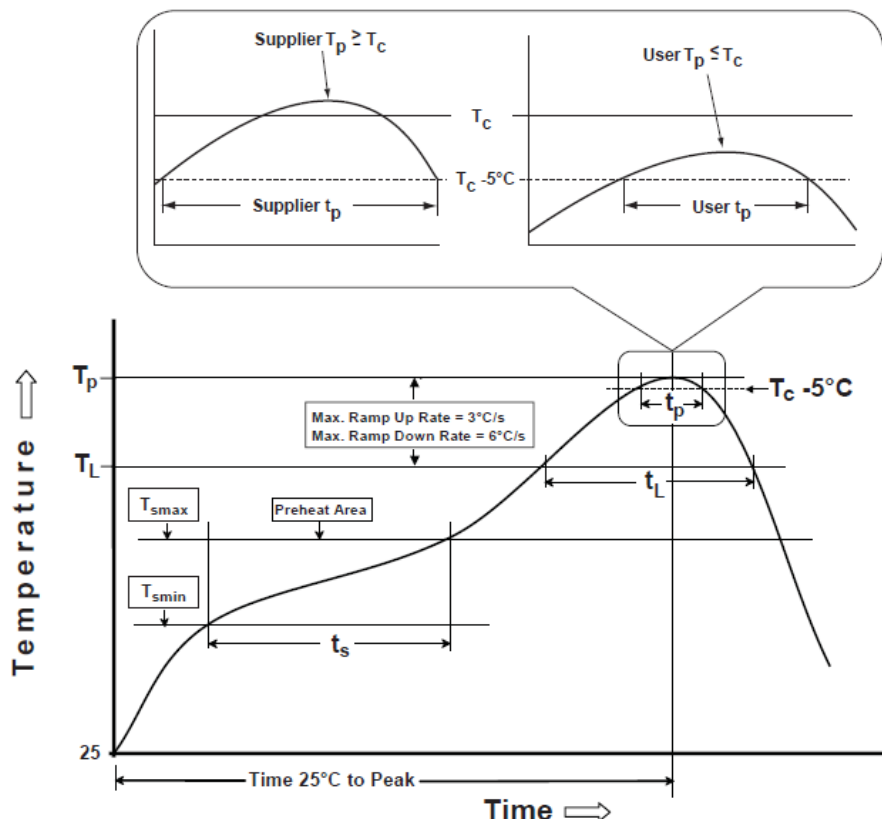 Supplier Tp ≥ Tc
User Tp ≤ Tc
Tc
Tc -5°C
Supplier tp
User tp
Tp
Tc -5°C
tp
Max. Ramp Up Rate = 3°C/s
Max. Ramp Down Rate = 6°C/s
TL
tL
Tsmax
Preheat Area
Tsmin
ts
Temperature
25
Time 25°C to Peak
Time